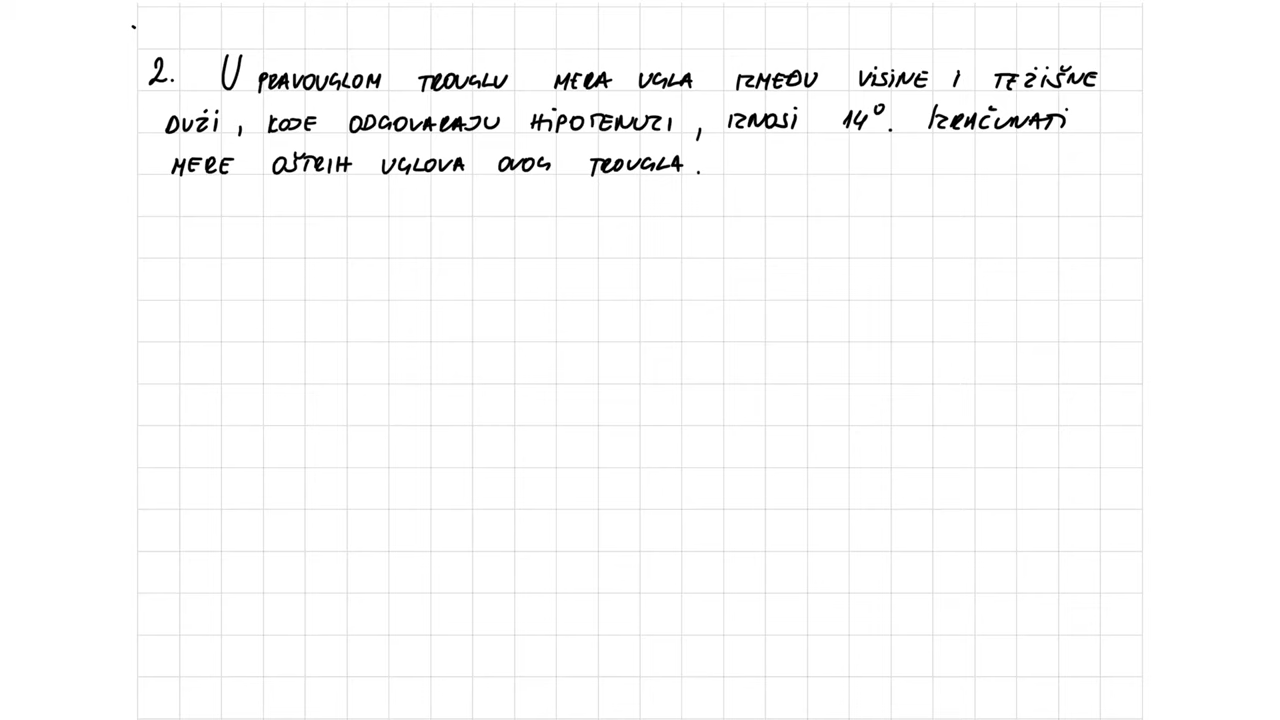 2. U PRAVOUGLOM TROUGLU MERA UGLA IZMEĐU VISINE I TEŽIŠNE
DUŽI, KOJE ODGOVARAJU HIPOTENUZI, IZNOSI 14°. IZRAČUNATI
MERE OŠTRIH UGLOVA OVOG TROUGLA.